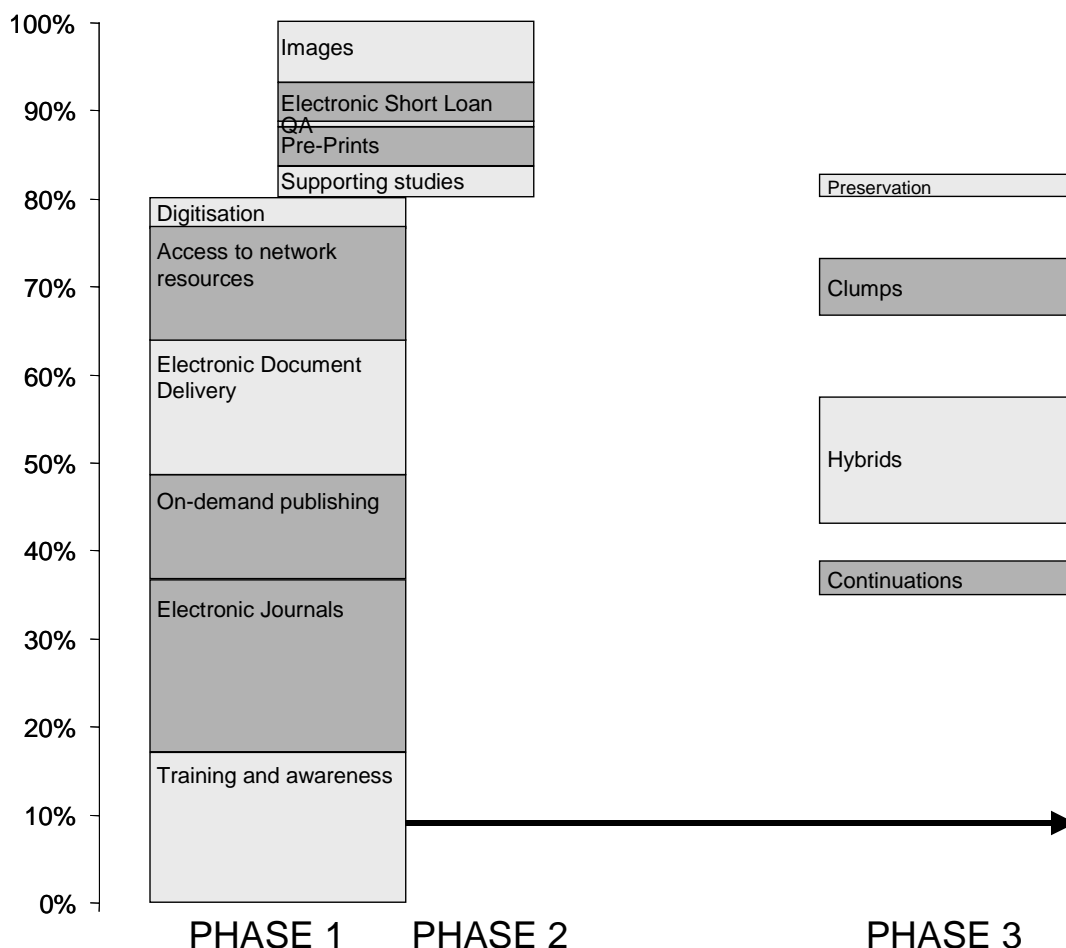 100%
90%
80%
70%
60%
50%
40%
30%
20%
10%
0%
Images
Electronic Short Loan
QA
Pre-Prints
Supporting studies
Digitisation
Access to network
resources
Electronic Document
Delivery
On-demand publishing
Electronic Journals
Training and awareness
Preservation
Clumps
Hybrids
Continuations
PHASE 1
PHASE 2
PHASE 3